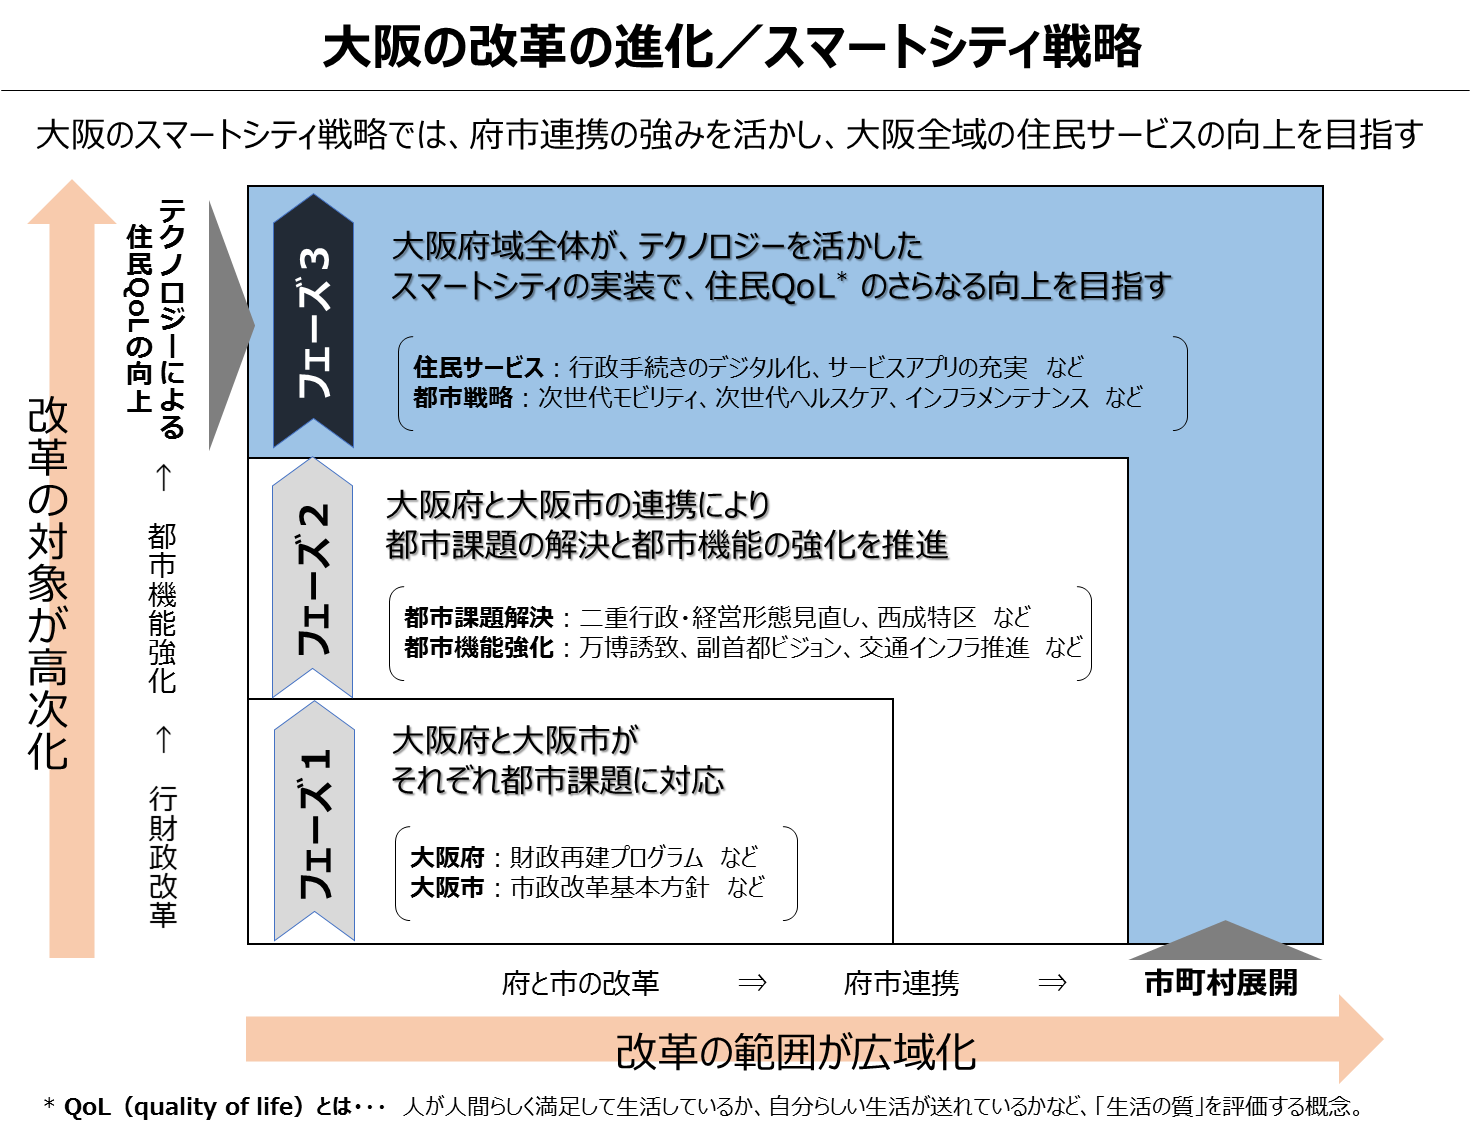 大阪の改革の進化／スマートシティ戦略
大阪のスマートシティ戦略では、府市連携の強みを活かし、大阪全域の住民サービスの向上を目指す
改革の対象が高次化
テクノロジーによる
住民QoLの向上
↑
都市機能強化
↑
行財政改革
フェーズ3
大阪府域全体が、テクノロジーを活かした
スマートシティの実装で、住民QoL* のさらなる向上を目指す
住民サービス：行政手続きのデジタル化、サービスアプリの充実 など
都市戦略：次世代モビリティ、次世代ヘルスケア、インフラメンテナンス など
フェーズ2
大阪府と大阪市の連携により
都市課題の解決と都市機能の強化を推進
都市課題解決：二重行政・経営形態見直し、西成特区 など
都市機能強化：万博誘致、副首都ビジョン、交通インフラ推進 など
フェーズ1
大阪府と大阪市が
それぞれ都市課題に対応
大阪府：財政再建プログラム など
大阪市：市政改革基本方針 など
府と市の改革 ⇒ 府市連携 ⇒ 市町村展開
改革の範囲が広域化
* QoL（quality of life）とは・・・ 人が人間らしく満足して生活しているか、自分らしい生活が送れているかなど、「生活の質」を評価する概念。